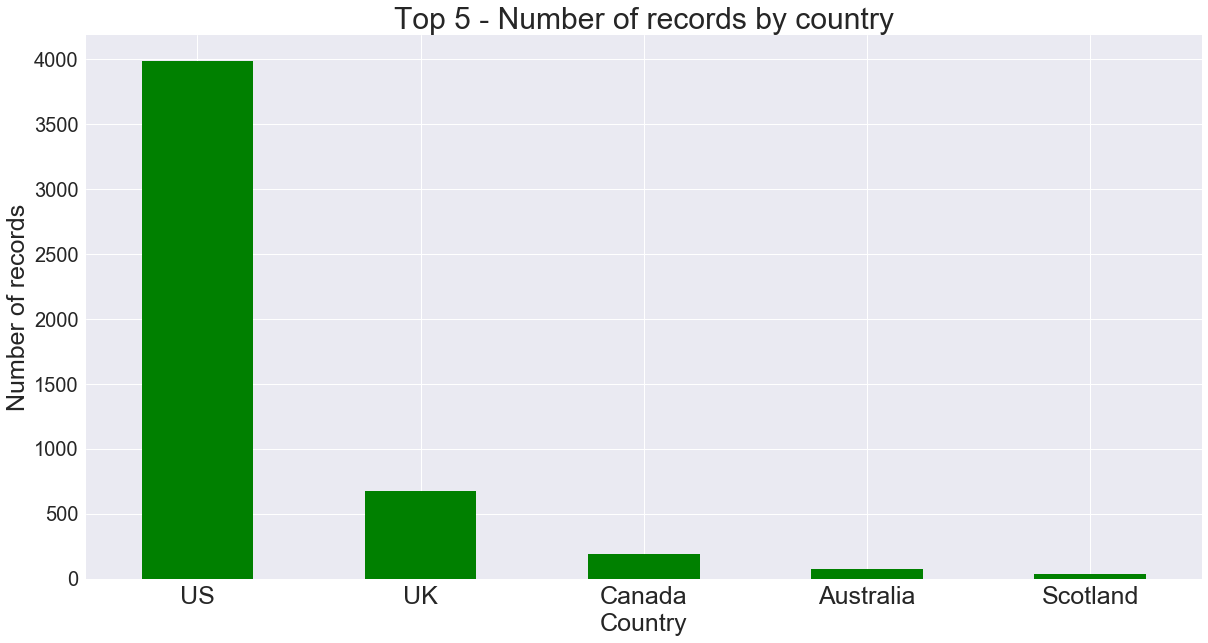 Top 5 - Number of records by country
Number of records
4000
3500
3000
2500
2000
1500
1000
500
0
US UK Canada Australia Scotland
Country